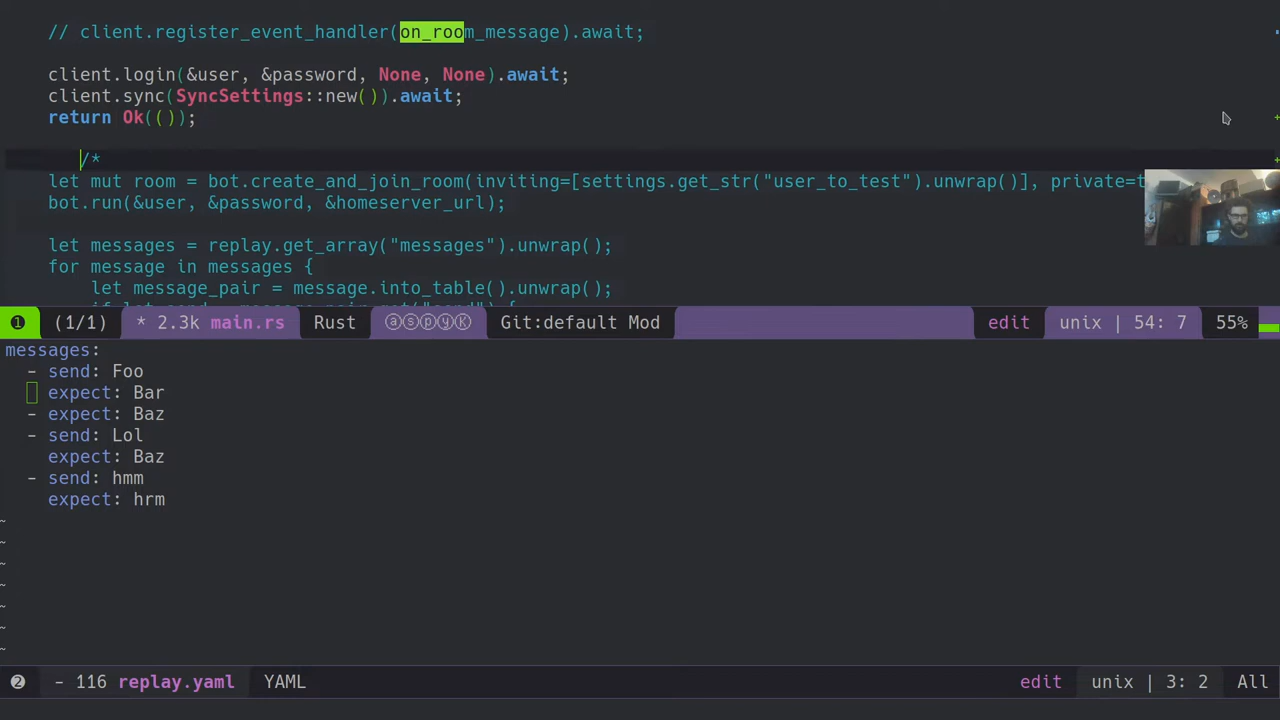 // client.register_event_handler(on_room_message).await;
client.login(&user, &password, None, None).await;
client.sync(SyncSettings::new()).await;
return Ok(());
/*
let mut room = bot.create_and_join_room(inviting=[settings.get_str("user_to_test").unwrap()], private=t
bot.run(&user, &password, &homeserver_url);
let messages = replay.get_array("messages").unwrap();
for message in messages {
let message_pair = message.into_table().unwrap();
❶ (1/1) * 2.3k main.rs Rust ⓐⓢⓟⓨⓀ Git:default Mod edit unix | 54: 7 55%
messages:
- send: Foo
expect: Bar
- expect: Baz
- send: Lol
expect: Baz
- send: hmm
expect: hrm
~
~
~
~
~
~
~
❷ - 116 replay.yaml YAML edit unix | 3: 2 All